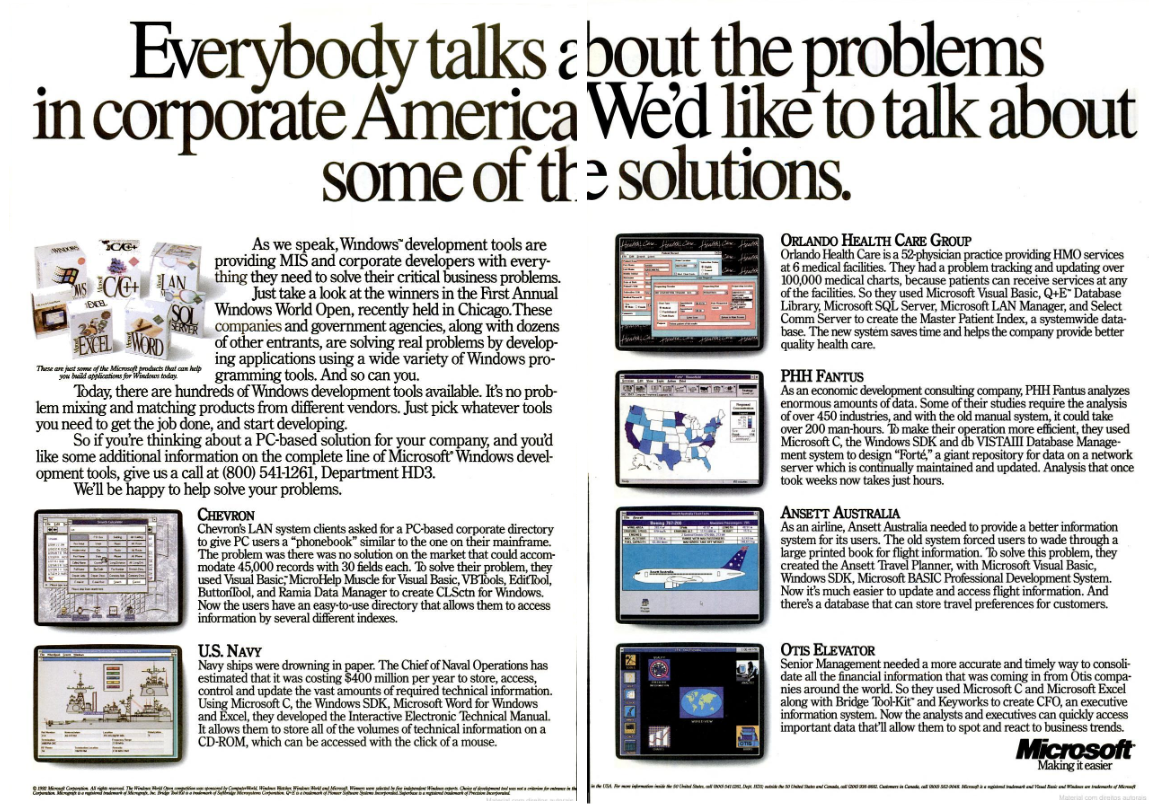 Everybody talks about the problems
in corporate America We'd like to talk about
some of the solutions.
WINDOWS
C/C++
LAN
SQL
SERVER
EXCEL
WORD
These are just some of the Microsoft products that can help
you build applications for Windows today.
As we speak, Windows™ development tools are
providing MIS and corporate developers with every-
thing they need to solve their critical business problems.
Just take a look at the winners in the First Annual
Windows World Open, recently held in Chicago. These
companies and government agencies, along with dozens
of other entrants, are solving real problems by develop-
ing applications using a wide variety of Windows pro-
gramming tools. And so can you.
Today, there are hundreds of Windows development tools available. It's no prob-
lem mixing and matching products from different vendors. Just pick whatever tools
you need to get the job done, and start developing.
So if you're thinking about a PC-based solution for your company, and you'd
like some additional information on the complete line of Microsoft® Windows devel-
opment tools, give us a call at (800) 541-1261, Department HD3.
We'll be happy to help solve your problems.
CHEVRON
Chevron's LAN system clients asked for a PC-based corporate directory
to give PC users a "phonebook" similar to the one on their mainframe.
The problem was there was no solution on the market that could accom-
modate 45,000 records with 30 fields each. To solve their problem, they
used Visual Basic,™ MicroHelp Muscle for Visual Basic, VBTools, EditTool,
ButtonTool, and Ramia Data Manager to create CLSctn for Windows.
Now the users have an easy-to-use directory that allows them to access
information by several different indexes.
U.S. NAVY
Navy ships were drowning in paper. The Chief of Naval Operations has
estimated that it was costing $400 million per year to store, access,
control and update the vast amounts of required technical information.
Using Microsoft C, the Windows SDK, Microsoft Word for Windows
and Excel, they developed the Interactive Electronic Technical Manual.
It allows them to store all of the volumes of technical information on a
CD-ROM, which can be accessed with the click of a mouse.
Health Care
ORLANDO HEALTH CARE GROUP
Orlando Health Care is a 52-physician practice providing HMO services
at 6 medical facilities. They had a problem tracking and updating over
100,000 medical charts, because patients can receive services at any
of the facilities. So they used Microsoft Visual Basic, Q+E™ Database
Library, Microsoft SQL Server, Microsoft LAN Manager, and Select
Comm Server to create the Master Patient Index, a systemwide data-
base. The new system saves time and helps the company provide better
quality health care.
PHH FANTUS
As an economic development consulting company, PHH Fantus analyzes
enormous amounts of data. Some of their studies require the analysis
of over 450 industries, and with the old manual system, it could take
over 200 man-hours. To make their operation more efficient, they used
Microsoft C, the Windows SDK and db VISTAIII Database Manage-
ment system to design "Forté," a giant repository for data on a network
server which is continually maintained and updated. Analysis that once
took weeks now takes just hours.
ANSETT AUSTRALIA
As an airline, Ansett Australia needed to provide a better information
system for its users. The old system forced users to wade through a
large printed book for flight information. To solve this problem, they
created the Ansett Travel Planner, with Microsoft Visual Basic,
Windows SDK, Microsoft BASIC Professional Development System.
Now it's much easier to update and access flight information. And
there's a database that can store travel preferences for customers.
OTIS ELEVATOR
Senior Management needed a more accurate and timely way to consoli-
date all the financial information that was coming in from Otis compa-
nies around the world. So they used Microsoft C and Microsoft Excel
along with Bridge Tool-Kit™ and Keyworks to create CFO, an executive
information system. Now the analysts and executives can quickly access
important data that'll allow them to spot and react to business trends.
Microsoft
Making it easier
© 1992 Microsoft Corporation. All rights reserved.